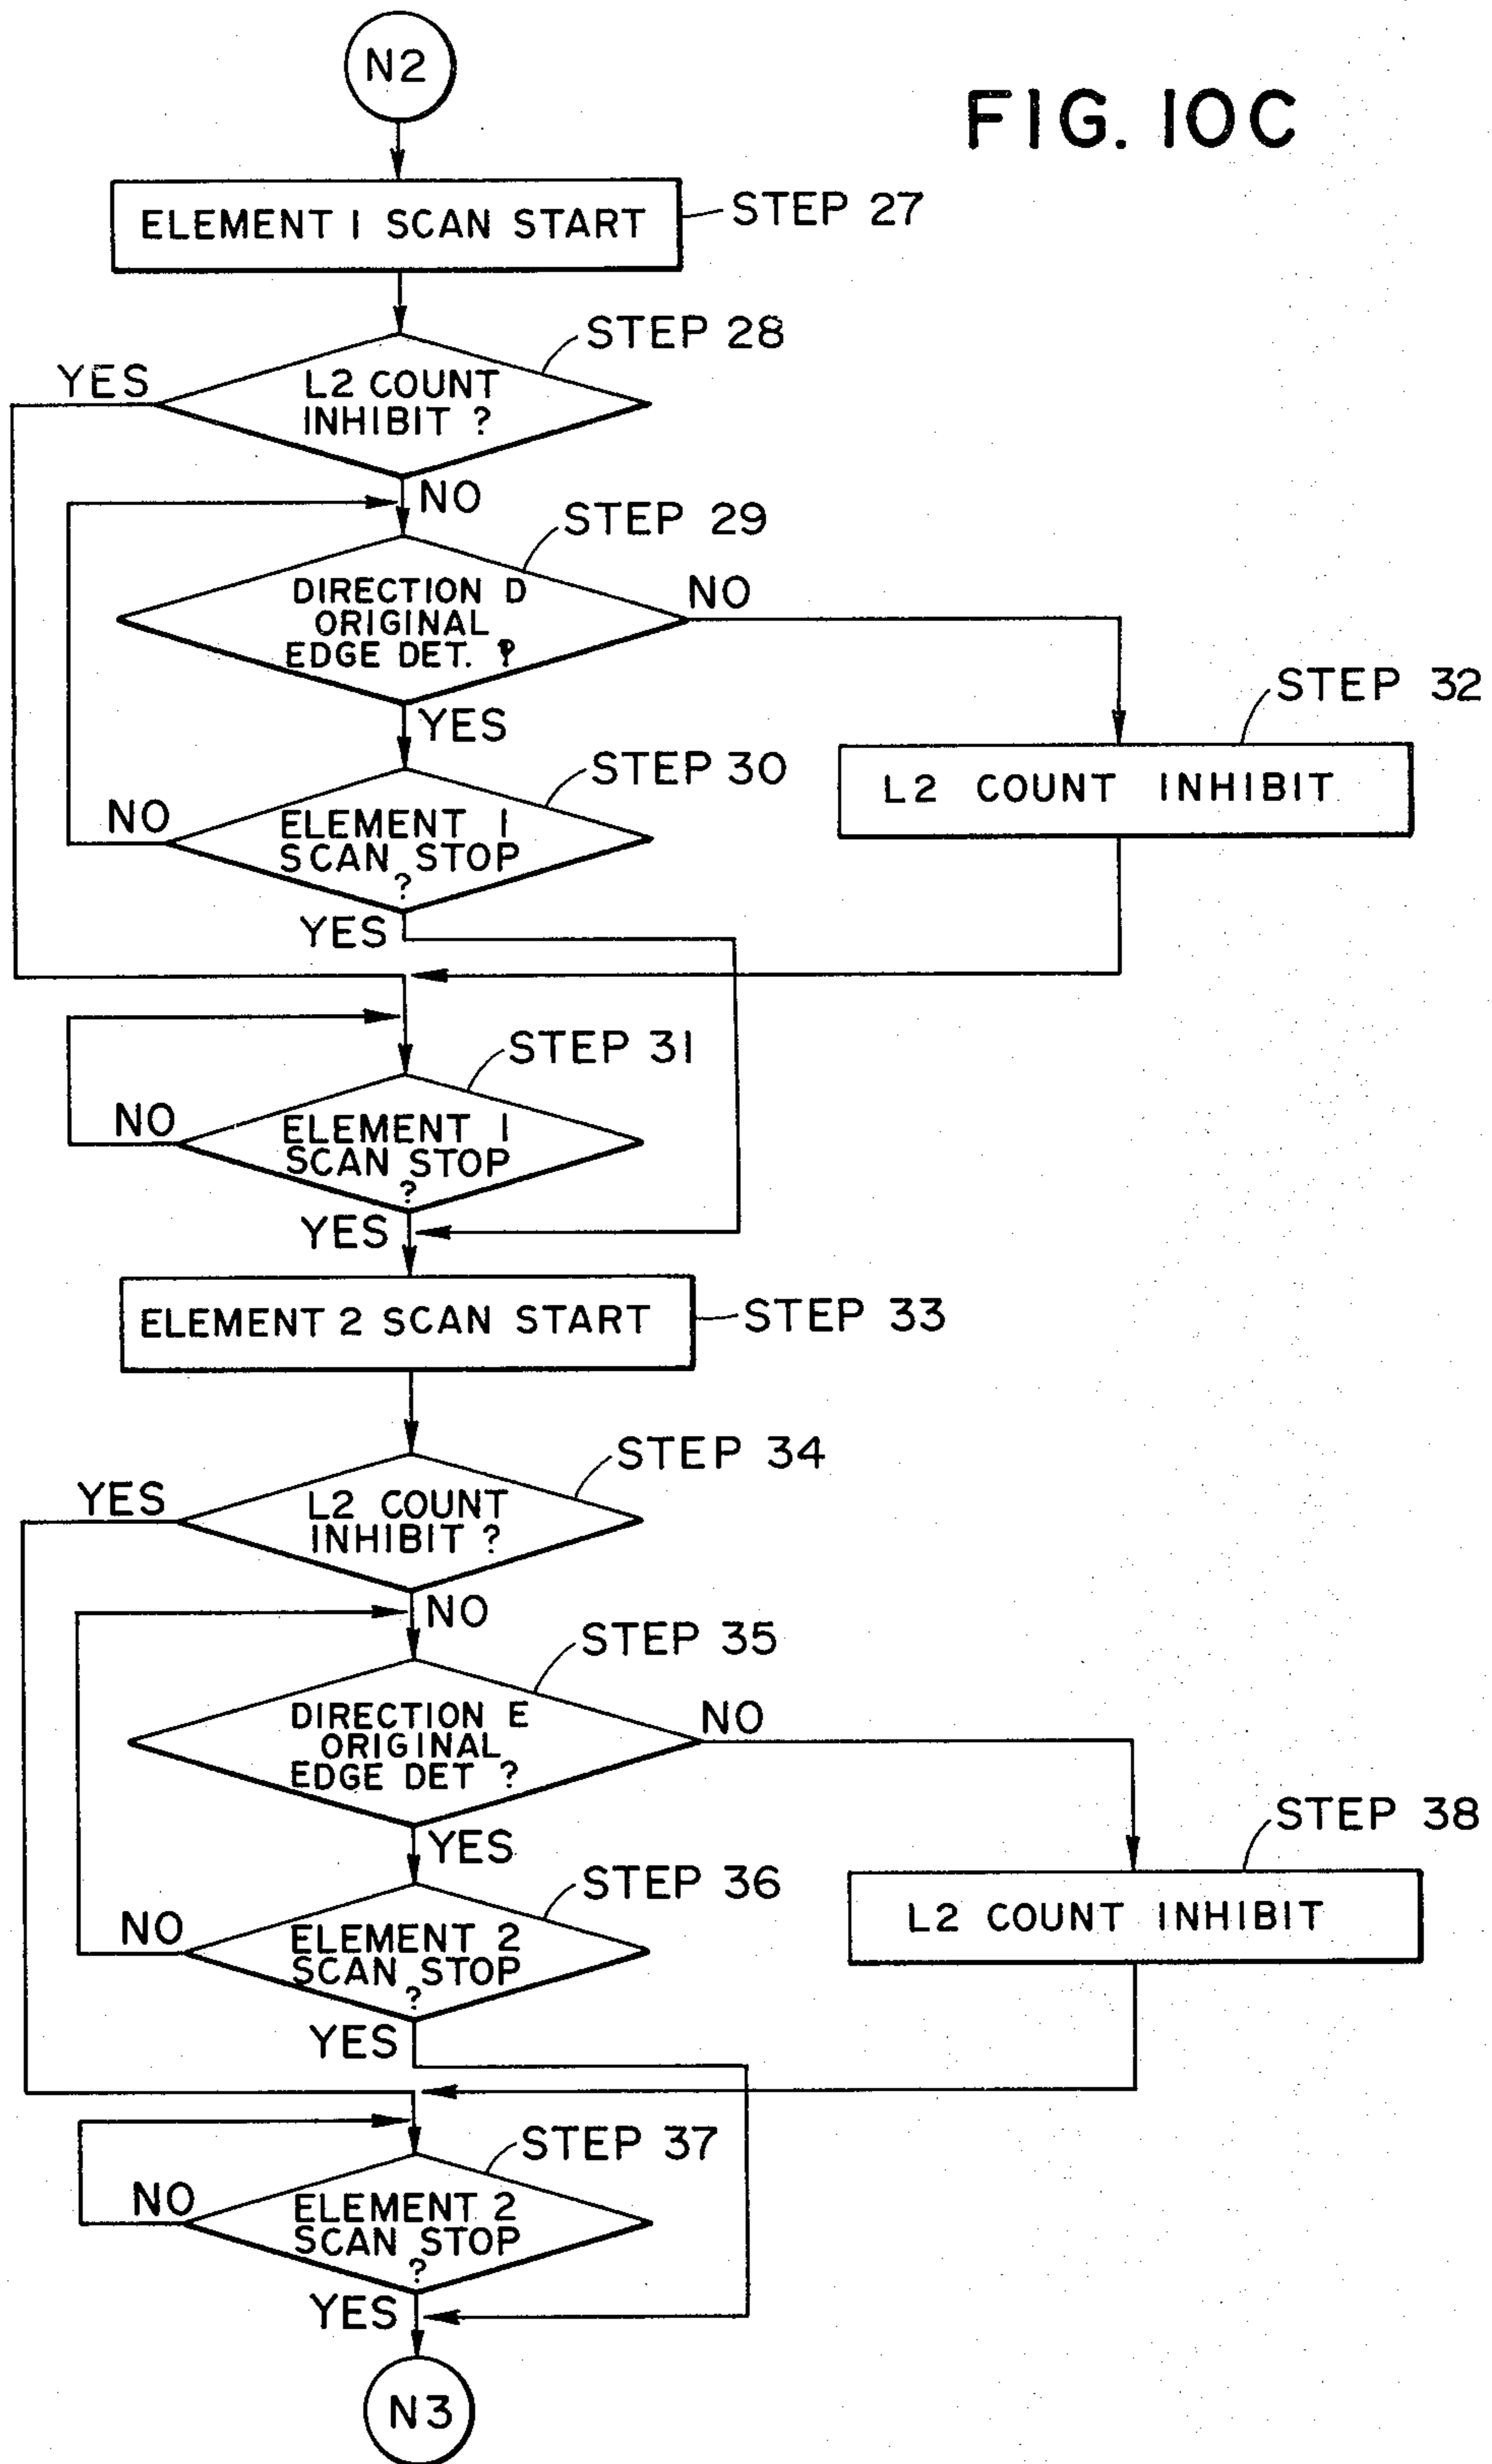 N2
FIG. 10C
ELEMENT 1 SCAN START
STEP 27
STEP 28
YES
L2 COUNT
INHIBIT ?
NO
STEP 29
DIRECTION D
ORIGINAL
EDGE DET. ?
NO
STEP 32
YES
L2 COUNT INHIBIT
STEP 30
NO
ELEMENT 1
SCAN STOP
?
YES
STEP 31
NO
ELEMENT 1
SCAN STOP
?
YES
ELEMENT 2 SCAN START
STEP 33
STEP 34
YES
L2 COUNT
INHIBIT ?
NO
STEP 35
DIRECTION E
ORIGINAL
EDGE DET ?
NO
STEP 38
YES
L2 COUNT INHIBIT
STEP 36
NO
ELEMENT 2
SCAN STOP
?
YES
STEP 37
NO
ELEMENT 2
SCAN STOP
?
YES
N3